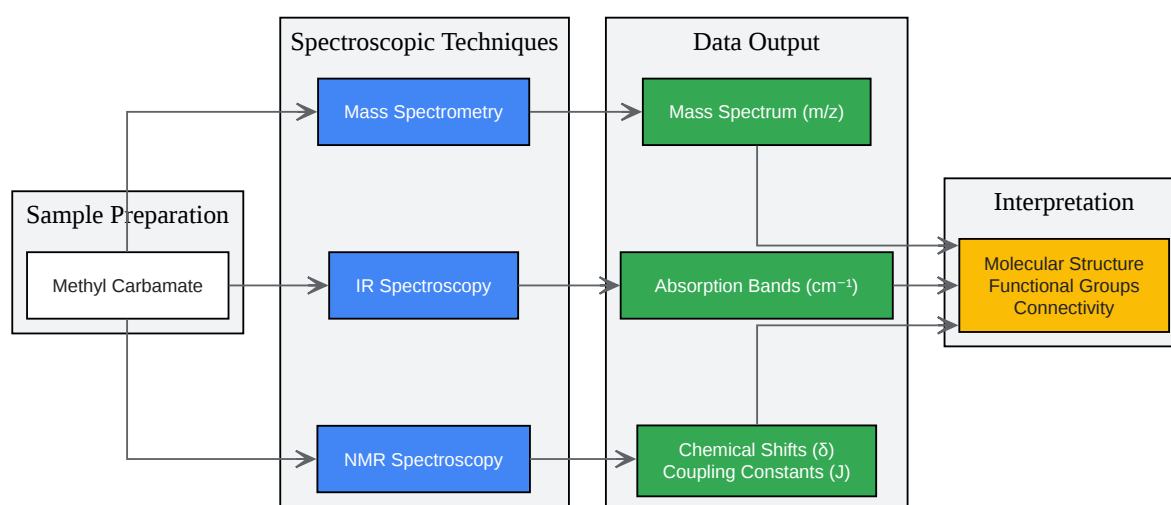 Spectroscopic Techniques
Data Output
Mass Spectrometry
Mass Spectrum (m/z)
Sample Preparation
Interpretation
Methyl Carbamate
IR Spectroscopy
Absorption Bands (cm⁻¹)
Molecular Structure
Functional Groups
Connectivity
NMR Spectroscopy
Chemical Shifts (δ)
Coupling Constants (J)